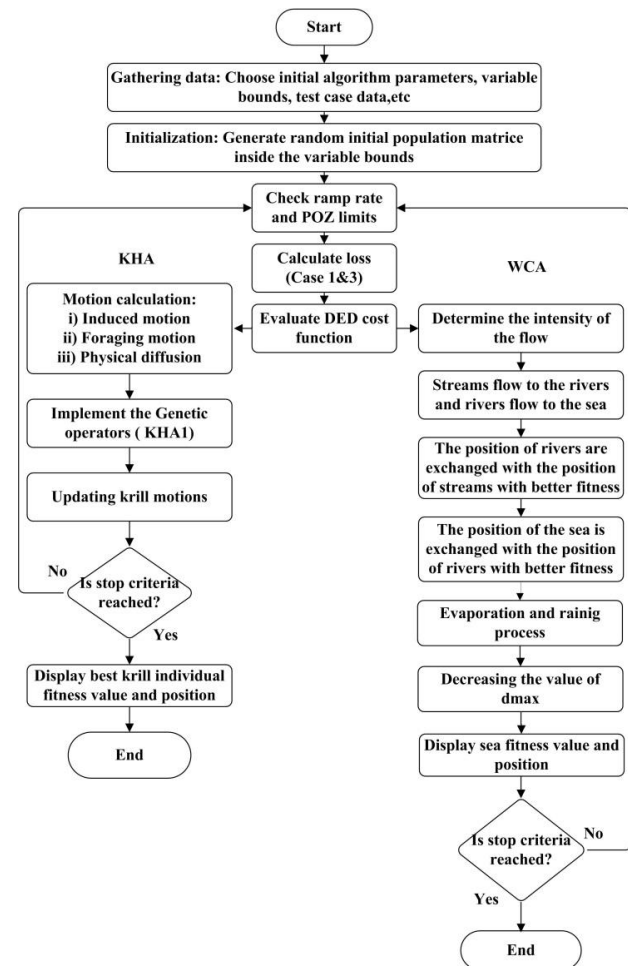 Start
Gathering data: Choose initial algorithm parameters, variable
bounds, test case data,etc
Initialization: Generate random initial population matrice
inside the variable bounds
Check ramp rate
and POZ limits
Calculate loss
(Case 1&3)
Evaluate DED cost
function
KHA
Motion calculation:
i) Induced motion
ii) Foraging motion
iii) Physical diffusion
Implement the Genetic
operators ( KHA1)
Updating krill motions
No
Is stop criteria
reached?
Yes
Display best krill individual
fitness value and position
End
WCA
Determine the intensity of
the flow
Streams flow to the rivers
and rivers flow to the sea
The position of rivers are
exchanged with the position
of streams with better fitness
The position of the sea is
exchanged with the position
of rivers with better fitness
Evaporation and rainig
process
Decreasing the value of
dmax
Display sea fitness value and
position
Is stop criteria
reached?
No
Yes
End